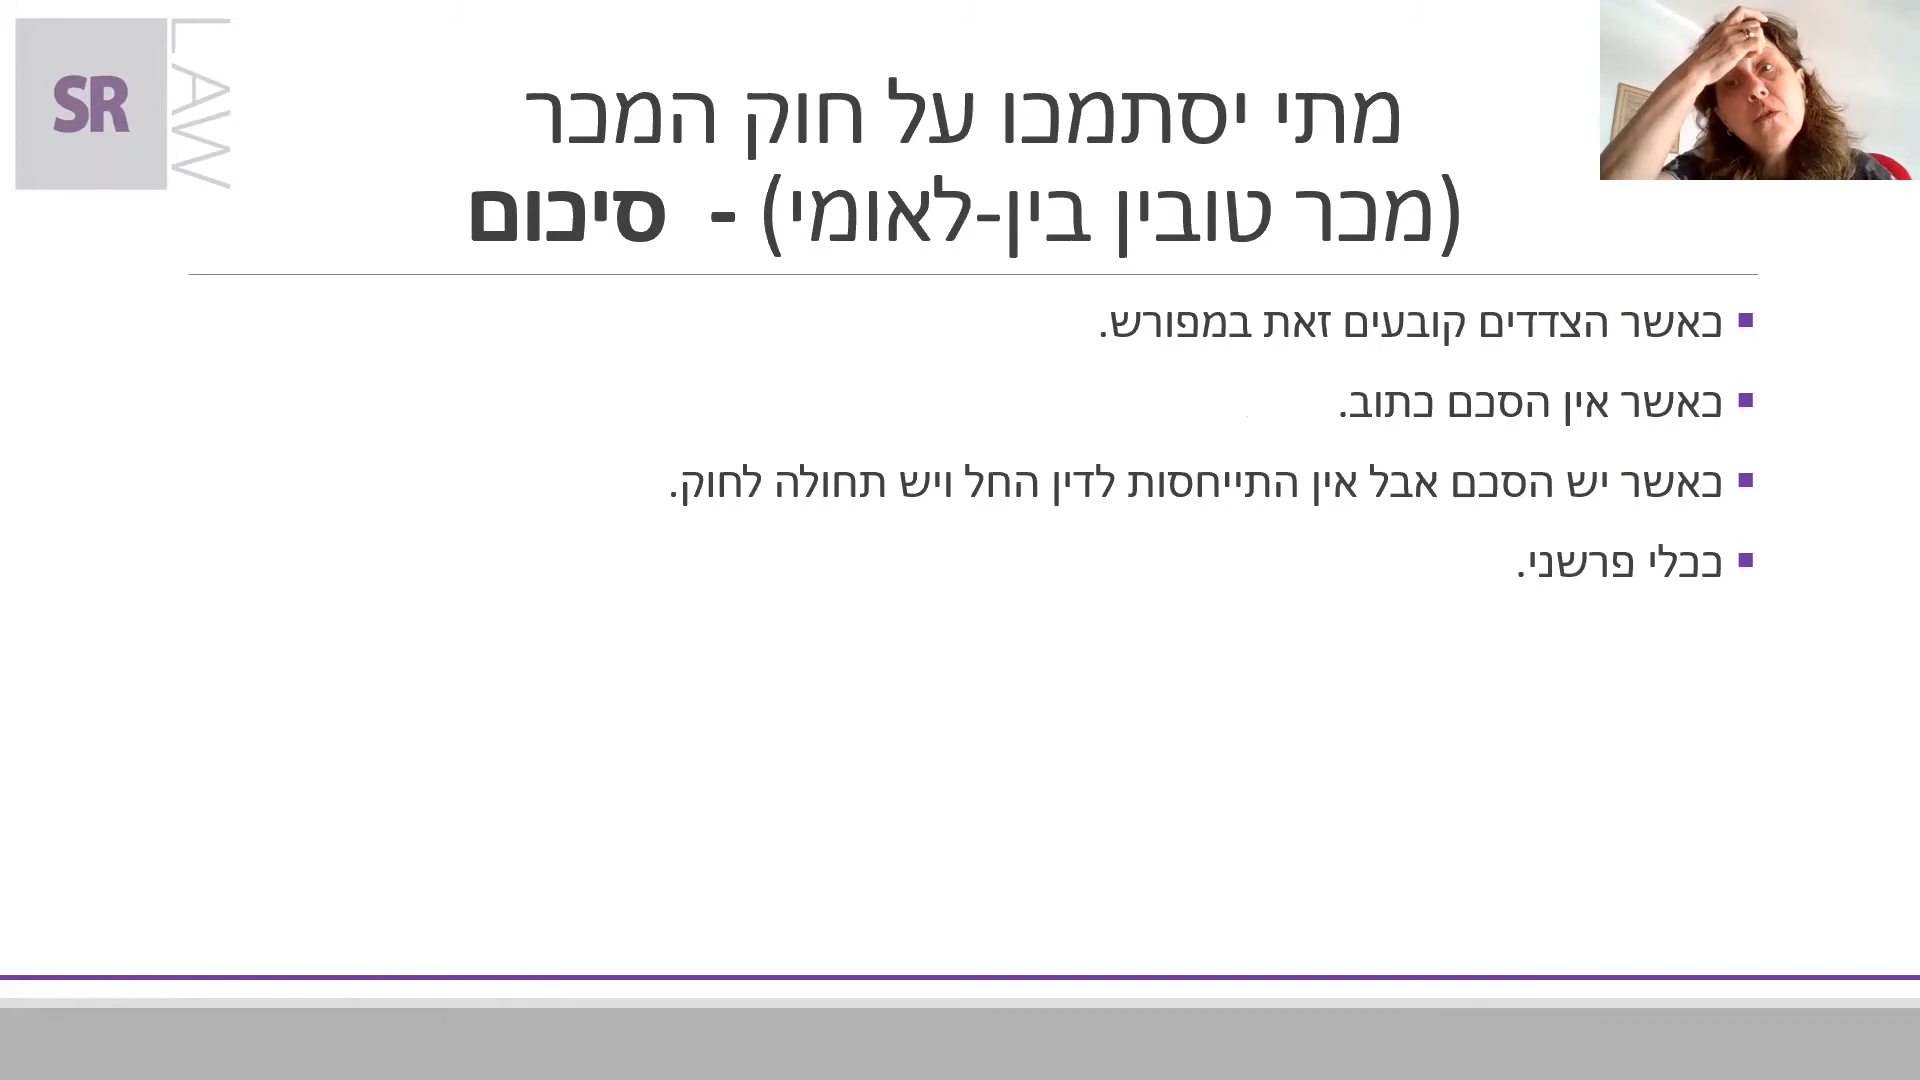 SR
LAW
מתי יסתמכו על חוק המכר
(מכר טובין בין-לאומי) - סיכום
כאשר הצדדים קובעים זאת במפורש.
כאשר אין הסכם כתוב.
כאשר יש הסכם אבל אין התייחסות לדין החל ויש תחולה לחוק.
ככלי פרשני.